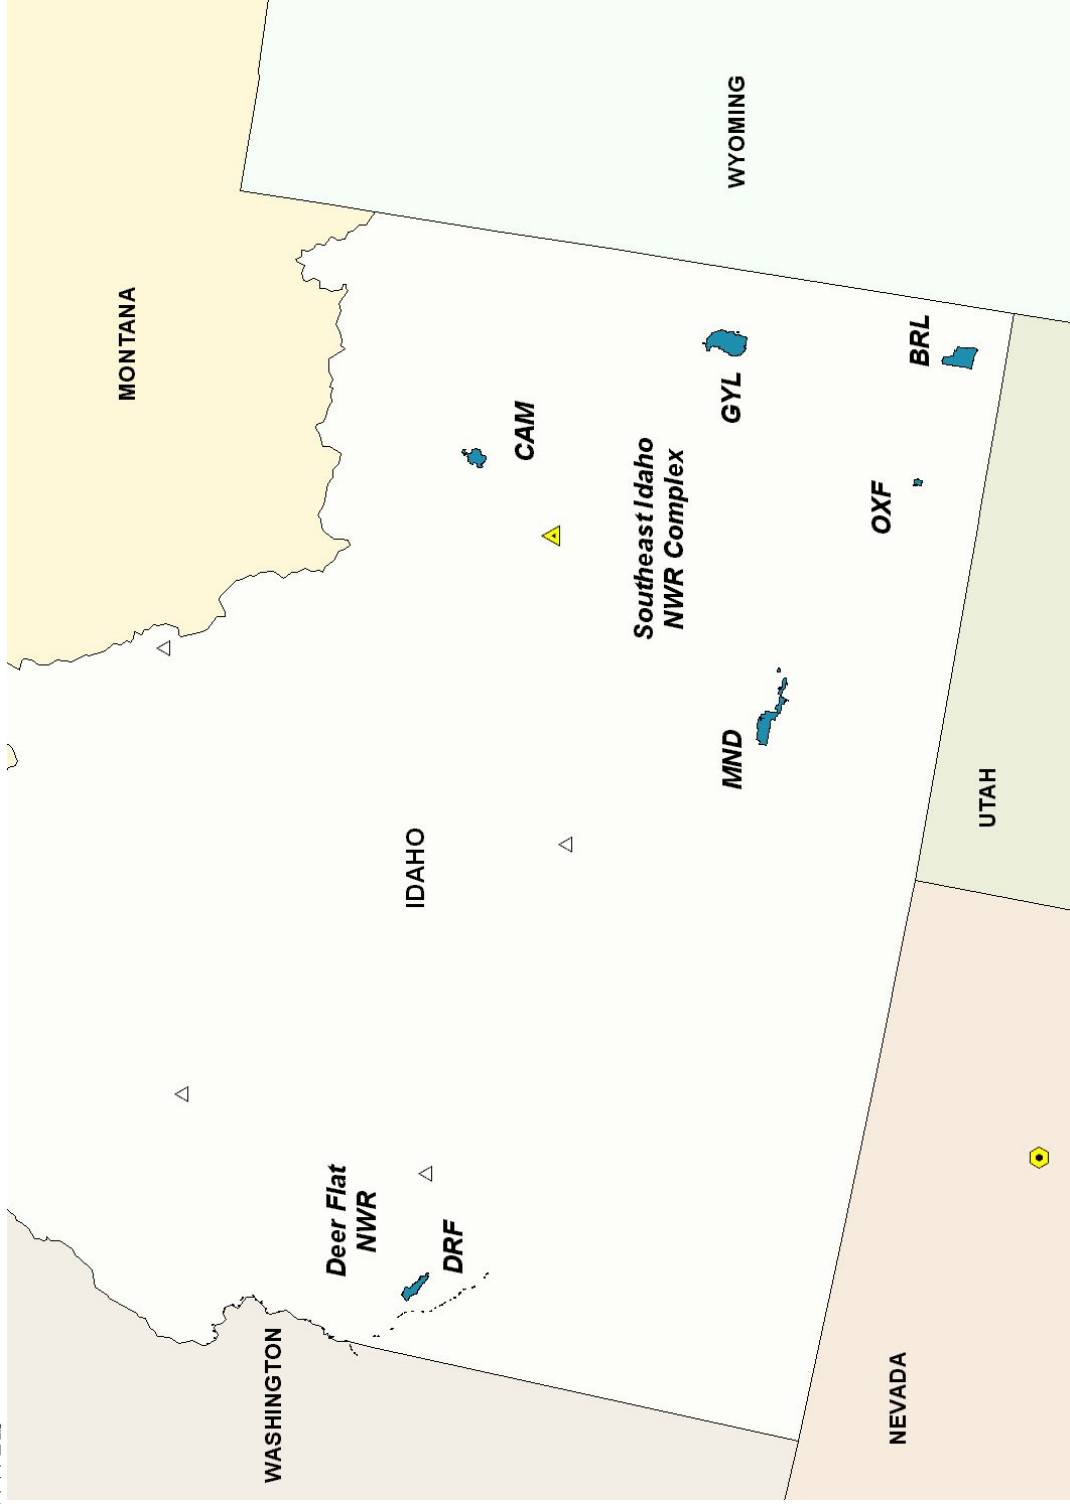 MONTANA
WYOMING
IDAHO
WASHINGTON
NEVADA
UTAH
Deer Flat
NWR
DRF
CAM
Southeast Idaho
NWR Complex
GYL
BRL
OXF
MND